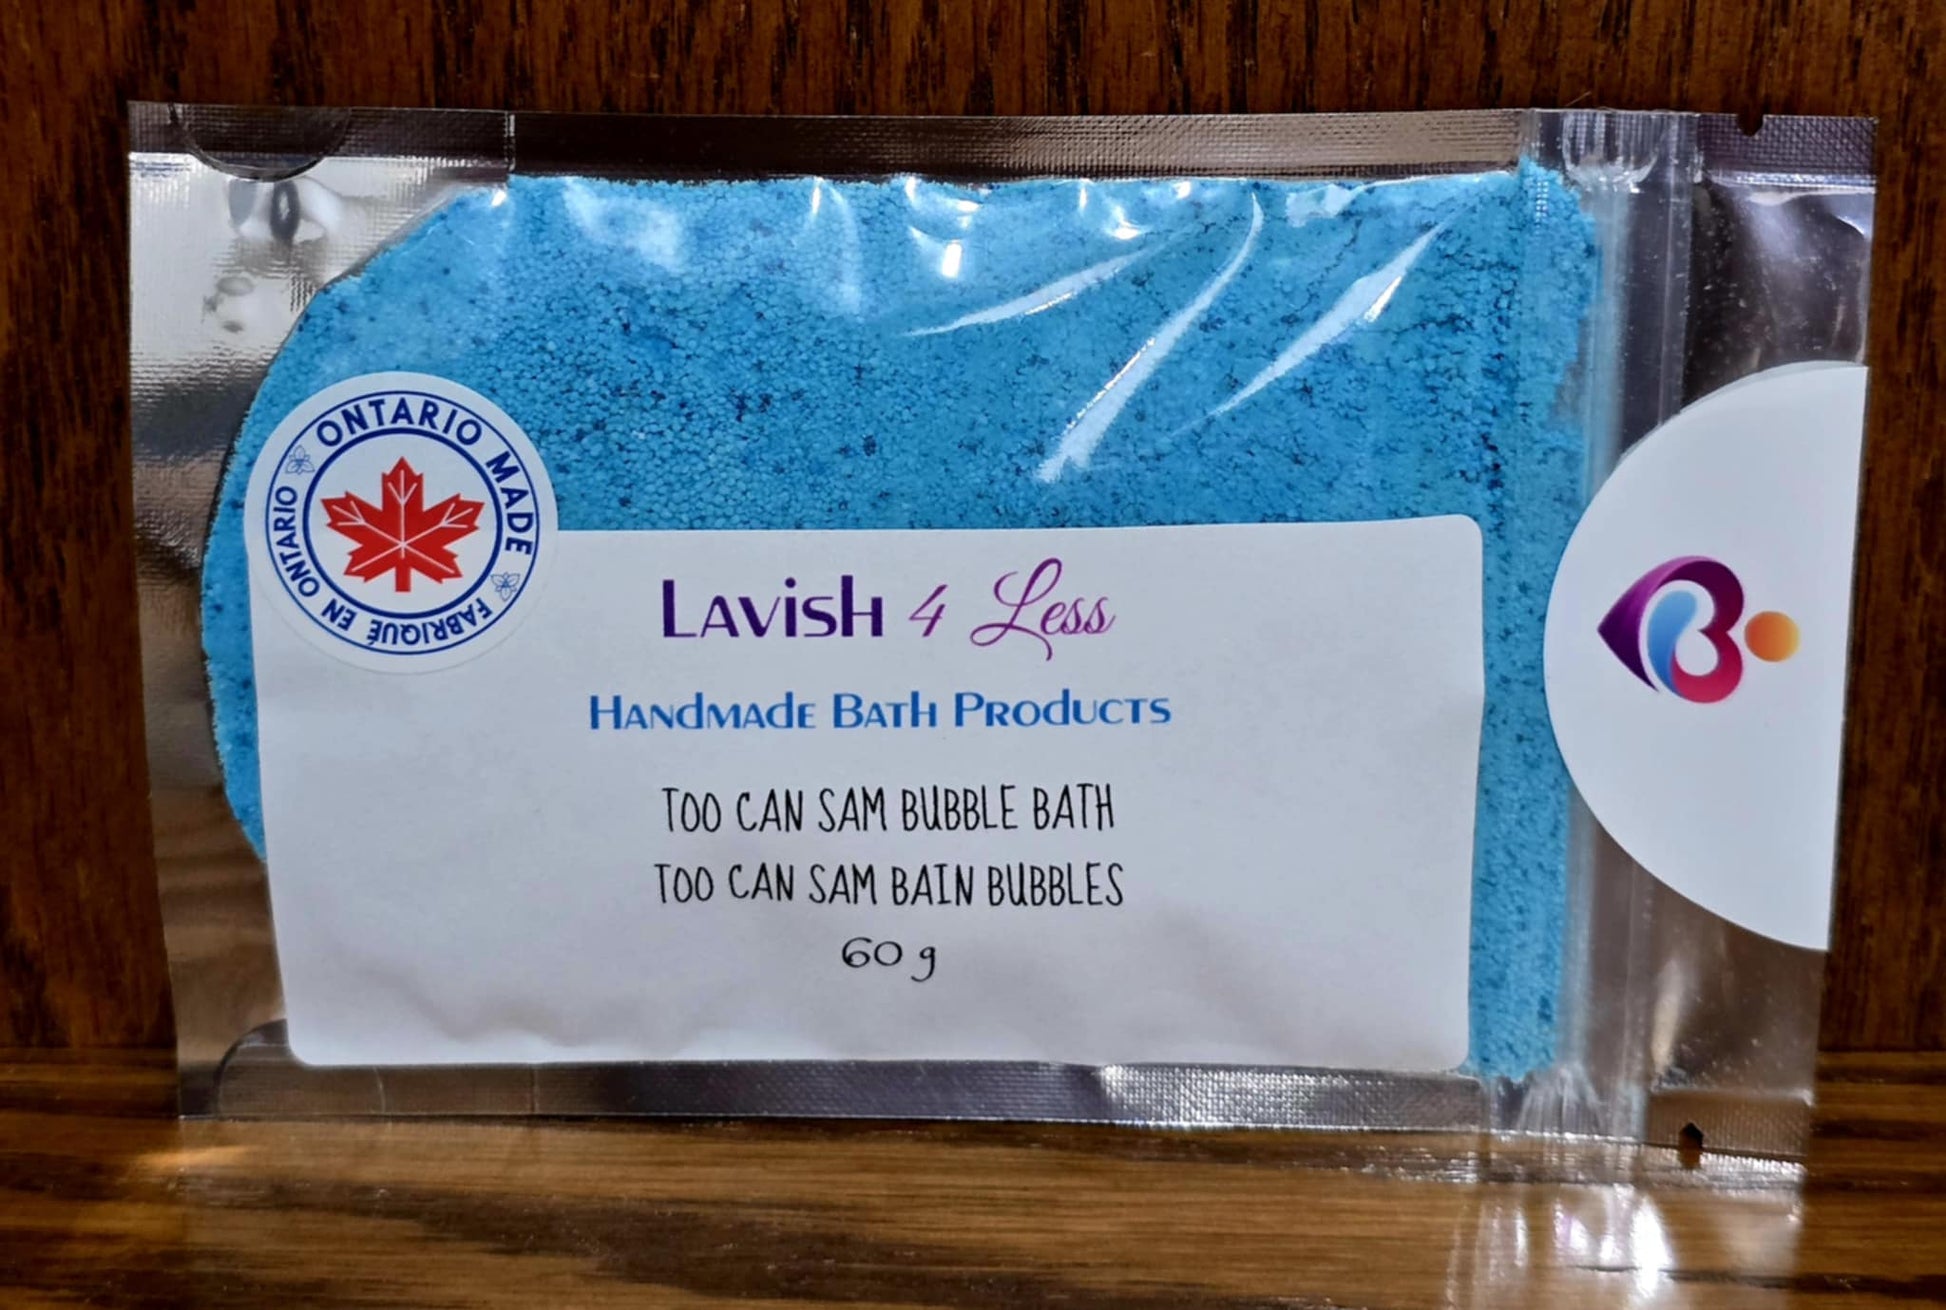 ONTARIO MADE
FABRIQUÉ EN ONTARIO
Lavish 4 Less
Handmade Bath Products
TOO CAN SAM BUBBLE BATH
TOO CAN SAM BAIN BUBBLES
60 g